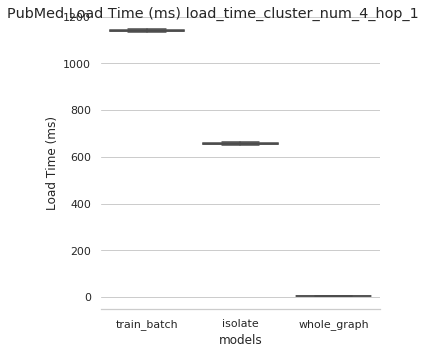 PubMed Load Time (ms) load_time_cluster_num_4_hop_1
1200
1000
800
600
400
200
0
Load Time (ms)
train_batch isolate whole_graph
models